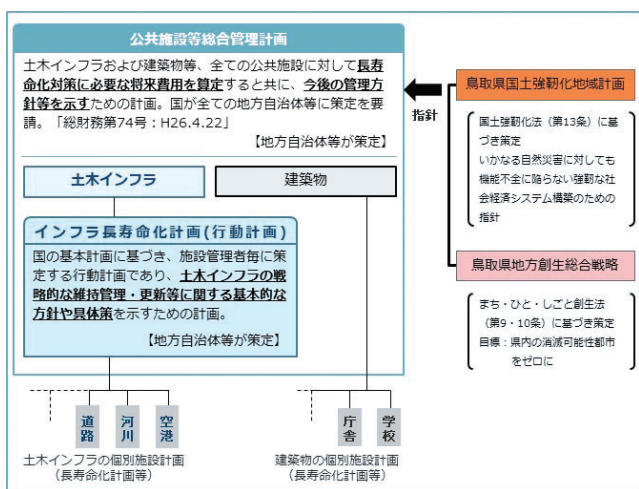 公共施設等総合管理計画
土木インフラおよび建築物等、全ての公共施設に対して長寿
命化対策に必要な将来費用を算定すると共に、今後の管理方
針等を示すための計画。国が全ての地方自治体等に策定を要
請。「総財務第74号：H26.4.22」
【地方自治体等が策定】
土木インフラ
建築物
インフラ長寿命化計画(行動計画)
国の基本計画に基づき、施設管理者毎に策
定する行動計画であり、土木インフラの戦
略的な維持管理・更新等に関する基本的な
方針や具体策を示すための計画。
【地方自治体等が策定】
道路
河川
空港
土木インフラの個別施設計画
（長寿命化計画等）
庁舎
学校
建築物の個別施設計画
（長寿命化計画等）
指針
鳥取県国土強靭化地域計画
国土強靭化法（第13条）に基
づき策定
いかなる自然災害に対しても
機能不全に陥らない強靭な社
会経済システム構築のための
指針
鳥取県地方創生総合戦略
まち・ひと・しごと創生法
（第9・10条）に基づき策定
目標：県内の消滅可能性都市
をゼロに